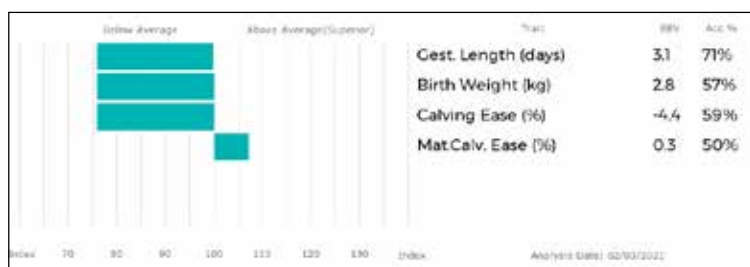 Below Average Above Average(Superior) Trait EBV Acc %
Gest. Length (days) 3.1 71%
Birth Weight (kg) 2.8 57%
Calving Ease (%) -4.4 59%
Mat.Calv. Ease (%) 0.3 50%
Index 70 80 90 100 110 120 130 Index Analysis Date: 02/03/2021